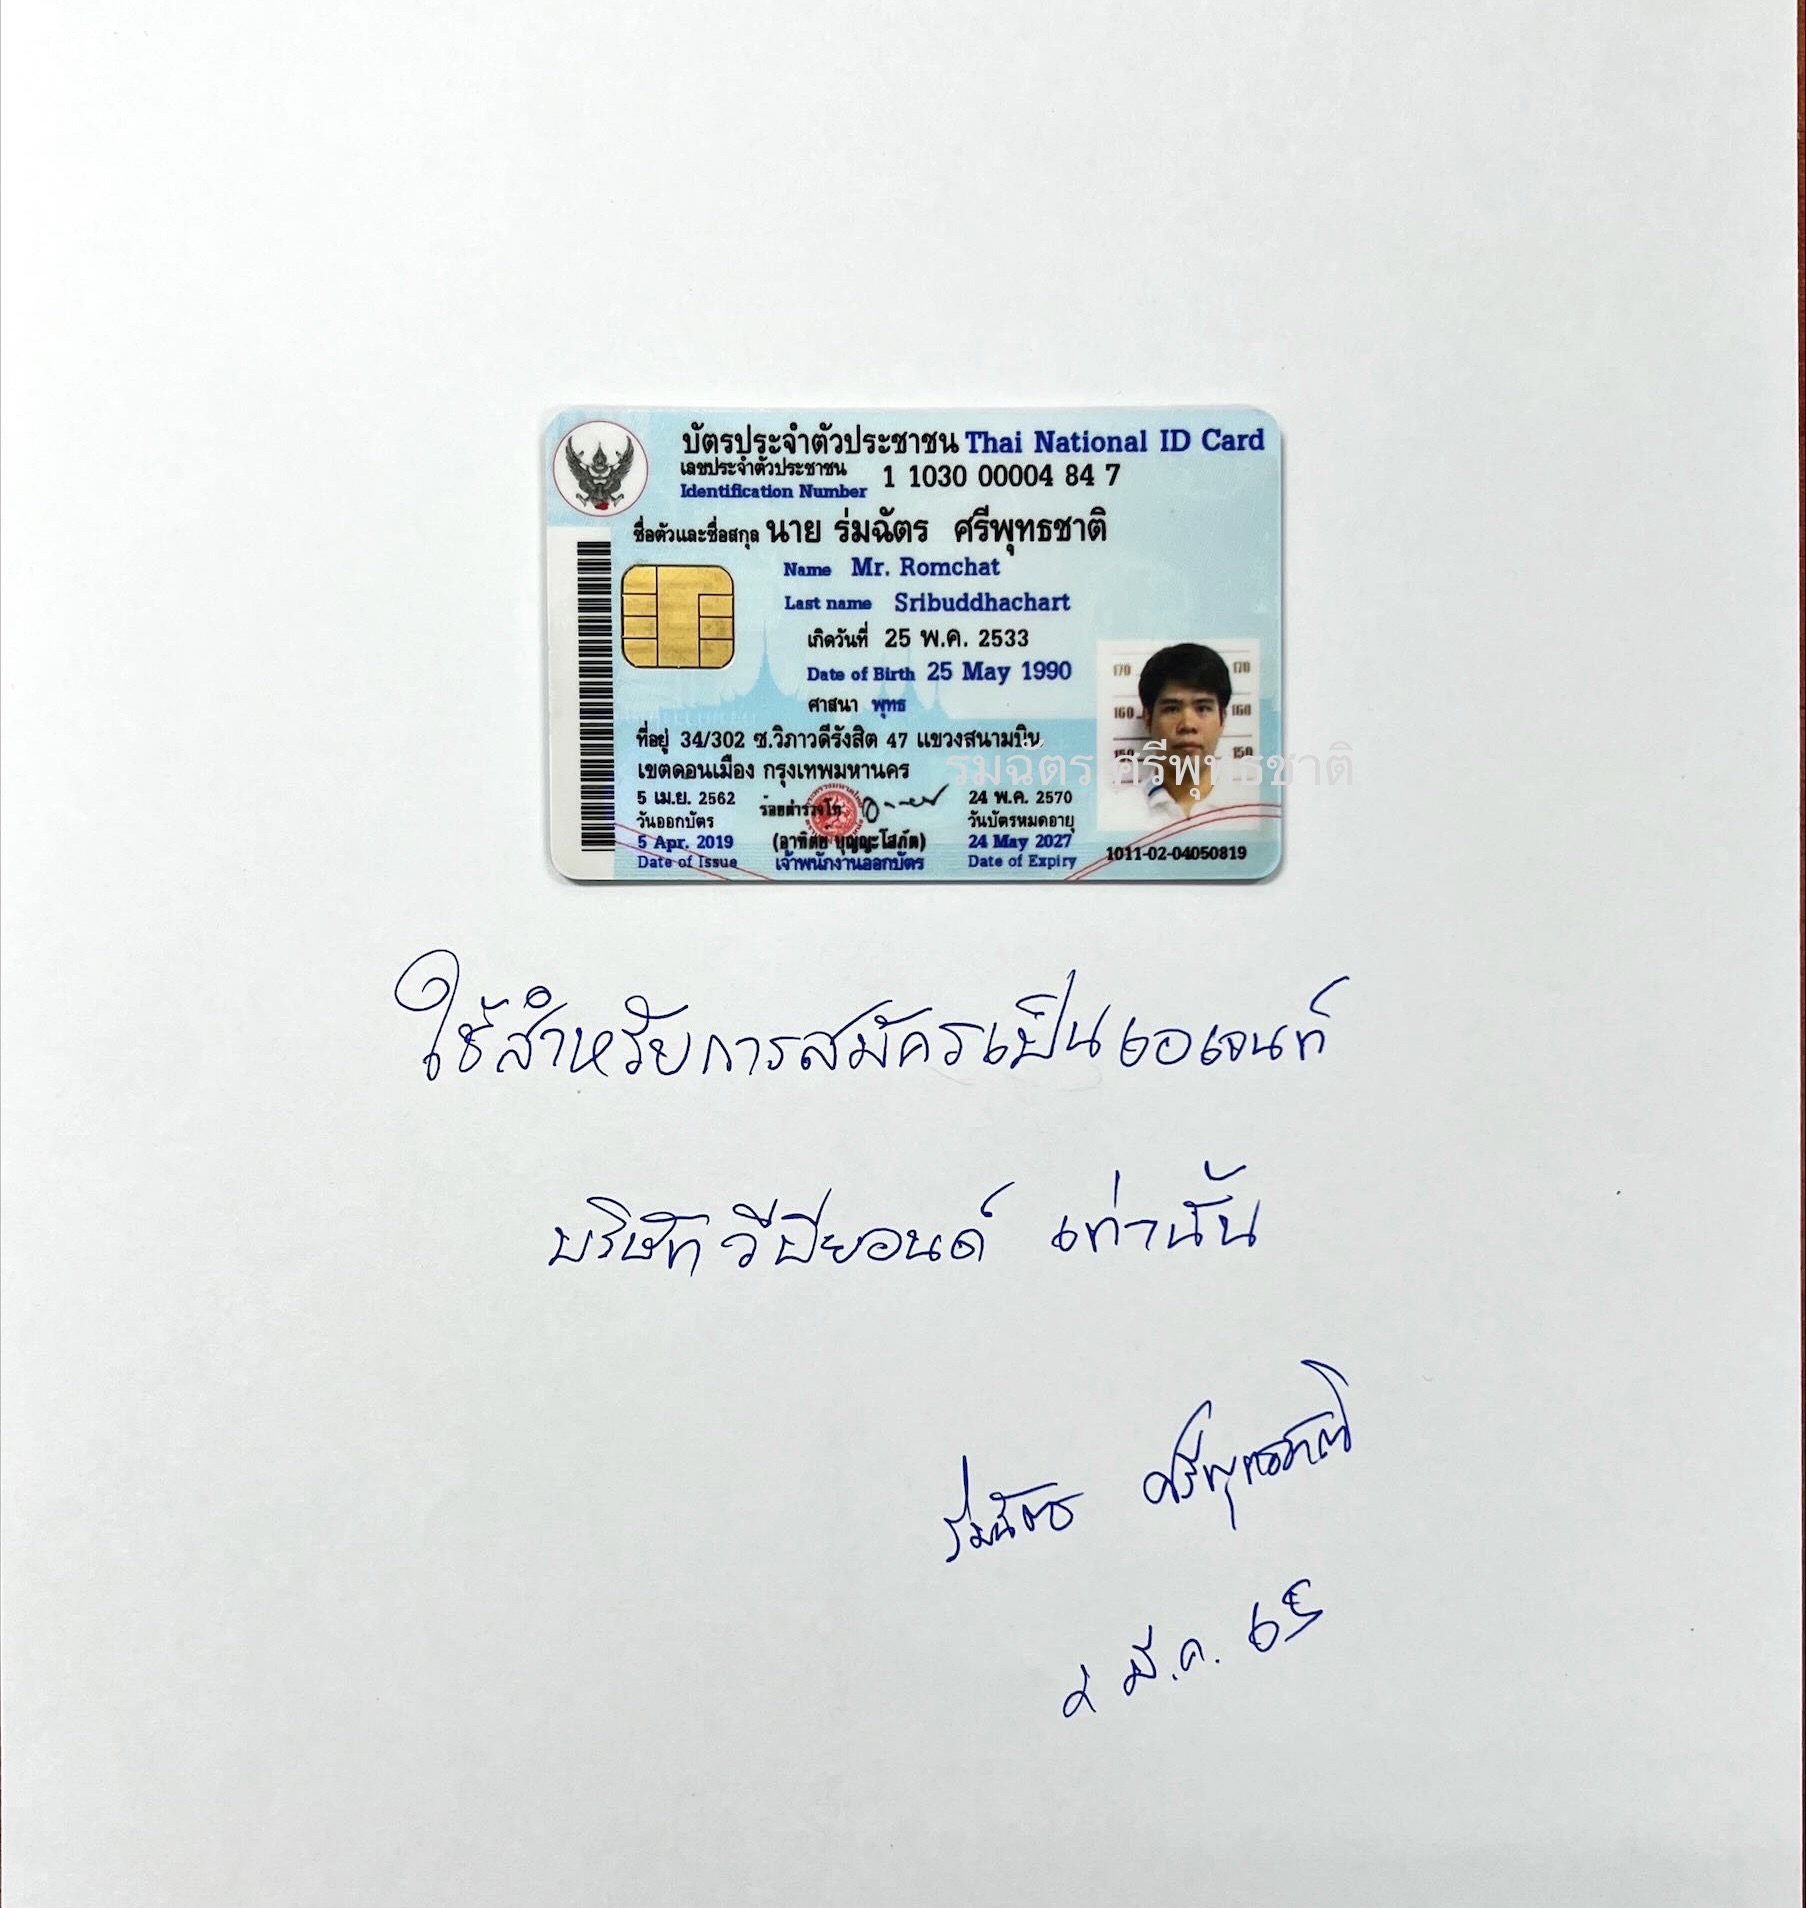 บัตรประจำตัวประชาชน Thai National ID Card
เลขประจำตัวประชาชน
Identification Number
1 1030 00004 84 7
ชื่อตัวและชื่อสกุล นาย ร่มฉัตร ศรีพุทธชาติ
Name Mr. Romchat
Last name Sribuddhachart
เกิดวันที่ 25 พ.ค. 2533
Date of Birth 25 May 1990
ศาสนา พุทธ
170 170
160 160
150 150
ที่อยู่ 34/302 ซ.วิภาวดีรังสิต 47 แขวงสนามบิน
เขตดอนเมือง กรุงเทพมหานคร
รมฉัตร ศรีพุทธชาติ
5 เม.ย. 2562
วันออกบัตร
5 Apr. 2019
Date of Issue
ร้อยตำรวจโท
(อาทิตย์ บุญญะโสภัต)
เจ้าพนักงานออกบัตร
24 พ.ค. 2570
วันบัตรหมดอายุ
24 May 2027
Date of Expiry
1011-02-04050819
ใช้สำหรับการสมัครเป็นเอเจนท์
บริษัท วีบียอนด์ เท่านั้น
ร่มฉัตร ศรีพุทธชาติ
มี.ค. 65